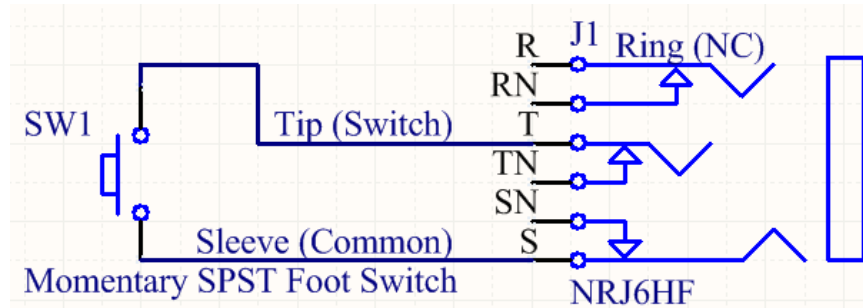 J1
R
Ring (NC)
RN
SW1
Tip (Switch)
T
TN
SN
Sleeve (Common)
S
Momentary SPST Foot Switch
NRJ6HF